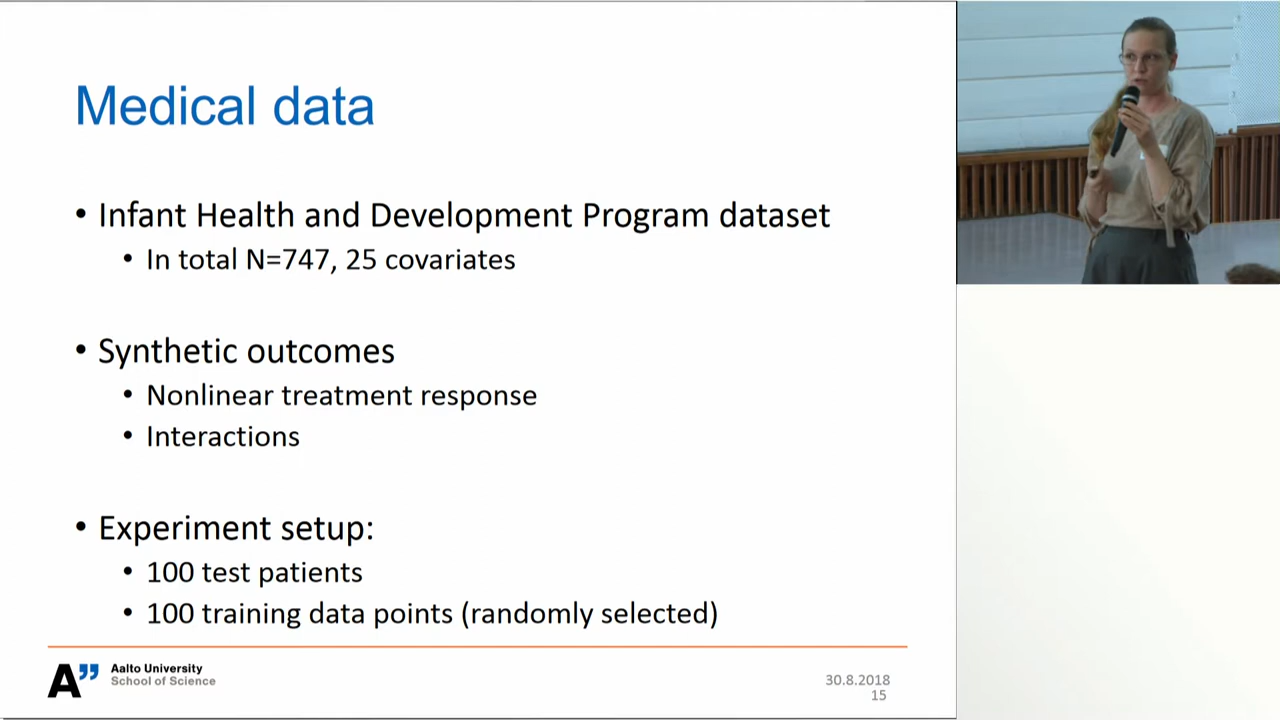 Medical data
• Infant Health and Development Program dataset
• In total N=747, 25 covariates
• Synthetic outcomes
• Nonlinear treatment response
• Interactions
• Experiment setup:
• 100 test patients
• 100 training data points (randomly selected)
A”
Aalto University
School of Science
30.8.2018
15